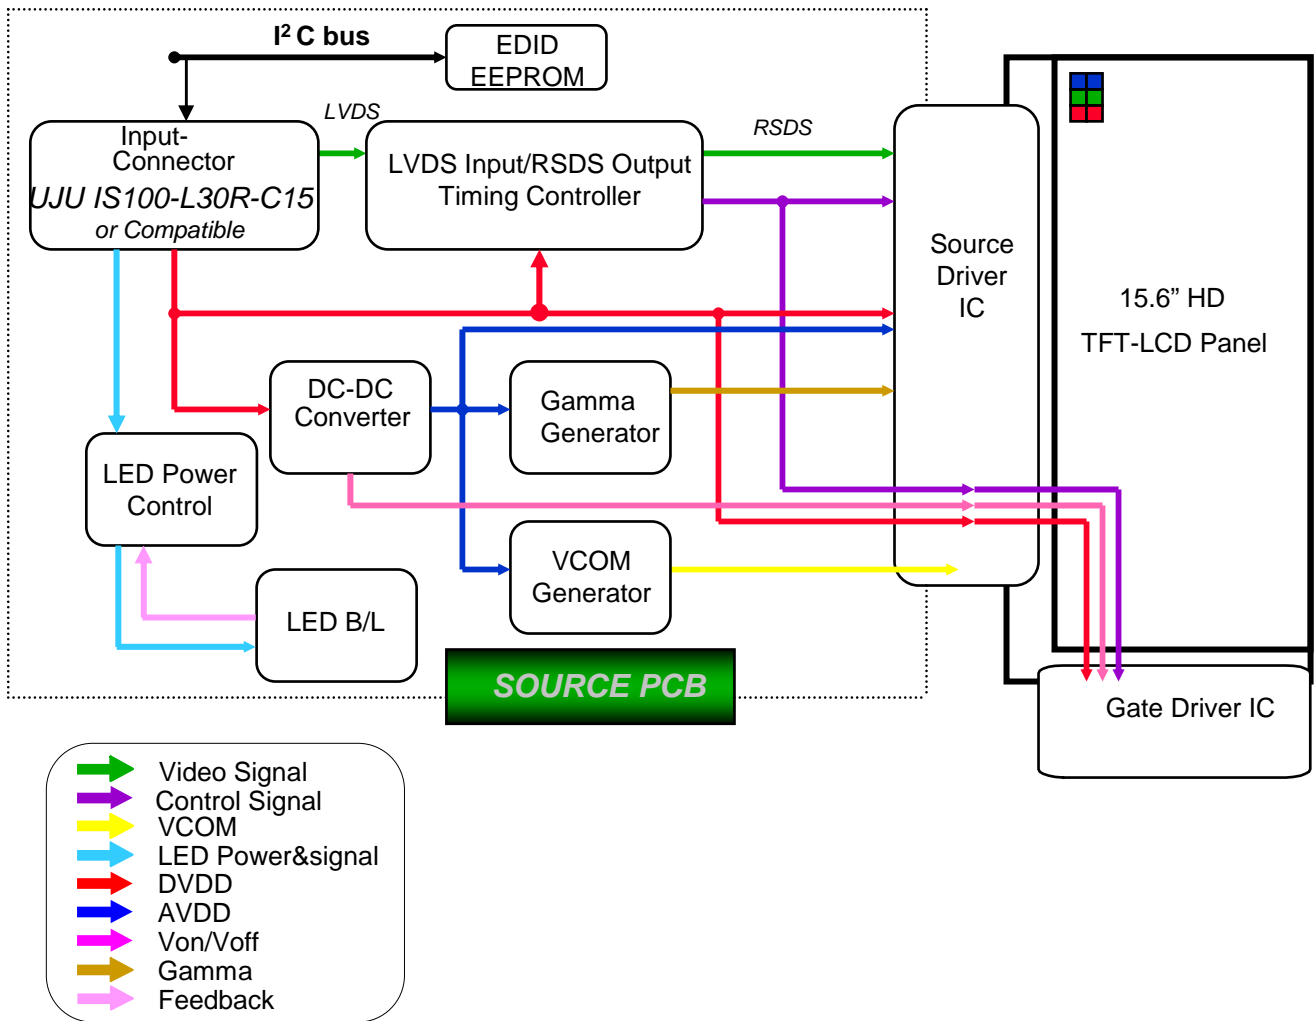 I² C bus
EDID
EEPROM
LVDS
RSDS
Input-
Connector
UJU IS100-L30R-C15
or Compatible
LVDS Input/RSDS Output
Timing Controller
Source
Driver
IC
15.6” HD
TFT-LCD Panel
DC-DC
Converter
Gamma
Generator
LED Power
Control
VCOM
Generator
LED B/L
SOURCE PCB
Gate Driver IC
Video Signal
Control Signal
VCOM
LED Power&signal
DVDD
AVDD
Von/Voff
Gamma
Feedback